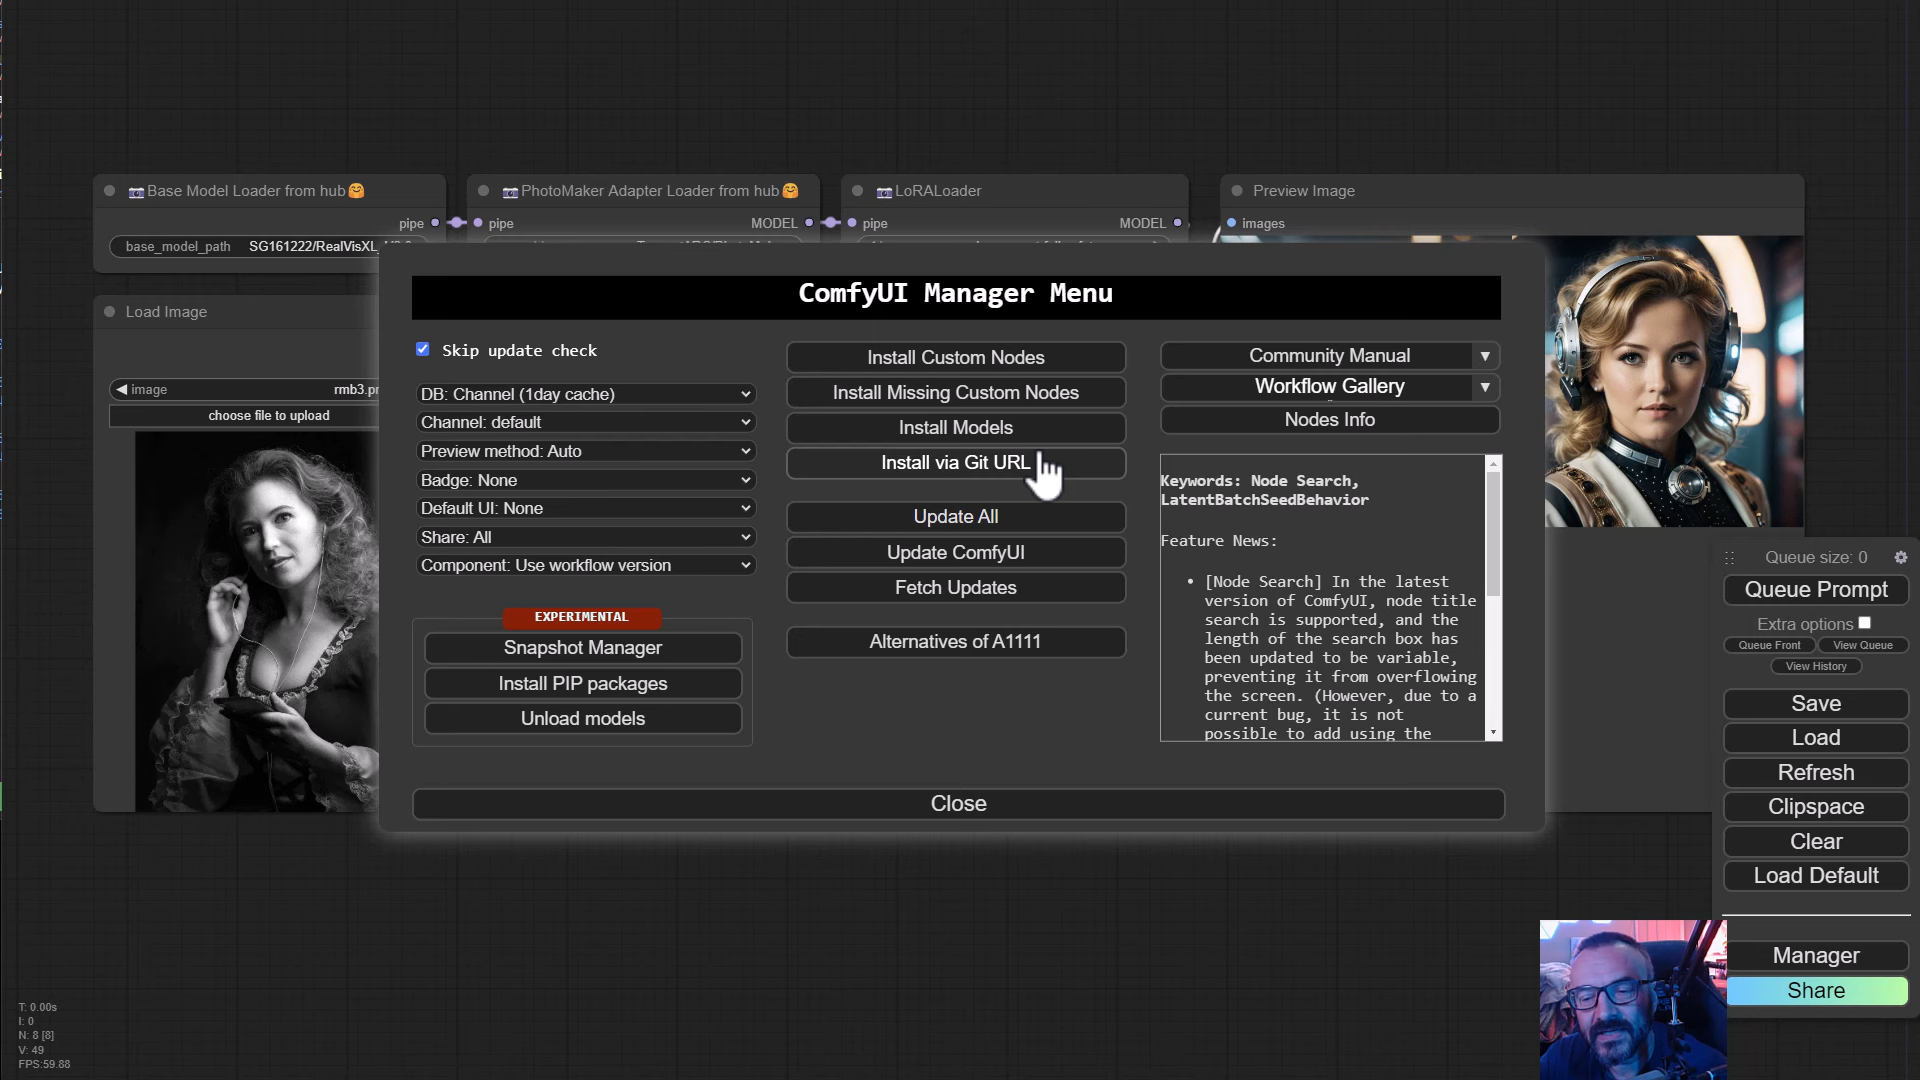 Base Model Loader from hub🤗
pipe
base_model_path SG161222/RealVisXL
PhotoMaker Adapter Loader from hub🤗
pipe MODEL
LoRALoader
pipe MODEL
Preview Image
images
Load Image
image rmb3.pr
choose file to upload
ComfyUI Manager Menu
Skip update check
DB: Channel (1day cache)
Channel: default
Preview method: Auto
Badge: None
Default UI: None
Share: All
Component: Use workflow version
EXPERIMENTAL
Snapshot Manager
Install PIP packages
Unload models
Install Custom Nodes
Install Missing Custom Nodes
Install Models
Install via Git URL
Update All
Update ComfyUI
Fetch Updates
Alternatives of A1111
Community Manual
Workflow Gallery
Nodes Info
Keywords: Node Search,
LatentBatchSeedBehavior
Feature News:
• [Node Search] In the latest
version of ComfyUI, node title
search is supported, and the
length of the search box has
been updated to be variable,
preventing it from overflowing
the screen. (However, due to a
current bug, it is not
possible to add using the
Close
Queue size: 0
Queue Prompt
Extra options
Queue Front View Queue
View History
Save
Load
Refresh
Clipspace
Clear
Load Default
Manager
Share
T: 0.00s
I: 0
N: 8 [8]
V: 49
FPS:59.88